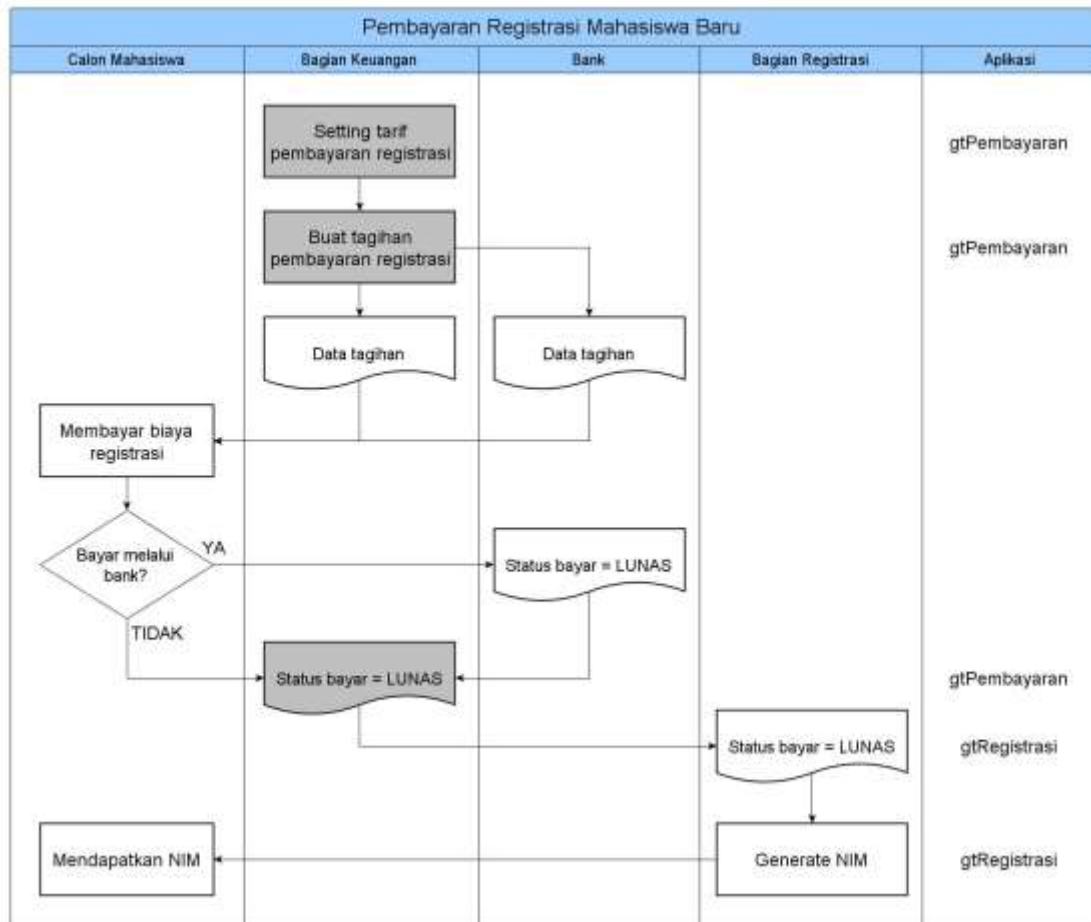 Pembayaran Registrasi Mahasiswa Baru
Calon Mahasiswa
Bagian Keuangan
Bank
Bagian Registrasi
Aplikasi
Setting tarif
pembayaran registrasi
gtPembayaran
Buat tagihan
pembayaran registrasi
gtPembayaran
Data tagihan
Data tagihan
Membayar biaya
registrasi
Bayar melalui
bank?
YA
Status bayar = LUNAS
TIDAK
Status bayar = LUNAS
gtPembayaran
Status bayar = LUNAS
gtRegistrasi
Mendapatkan NIM
Generate NIM
gtRegistrasi